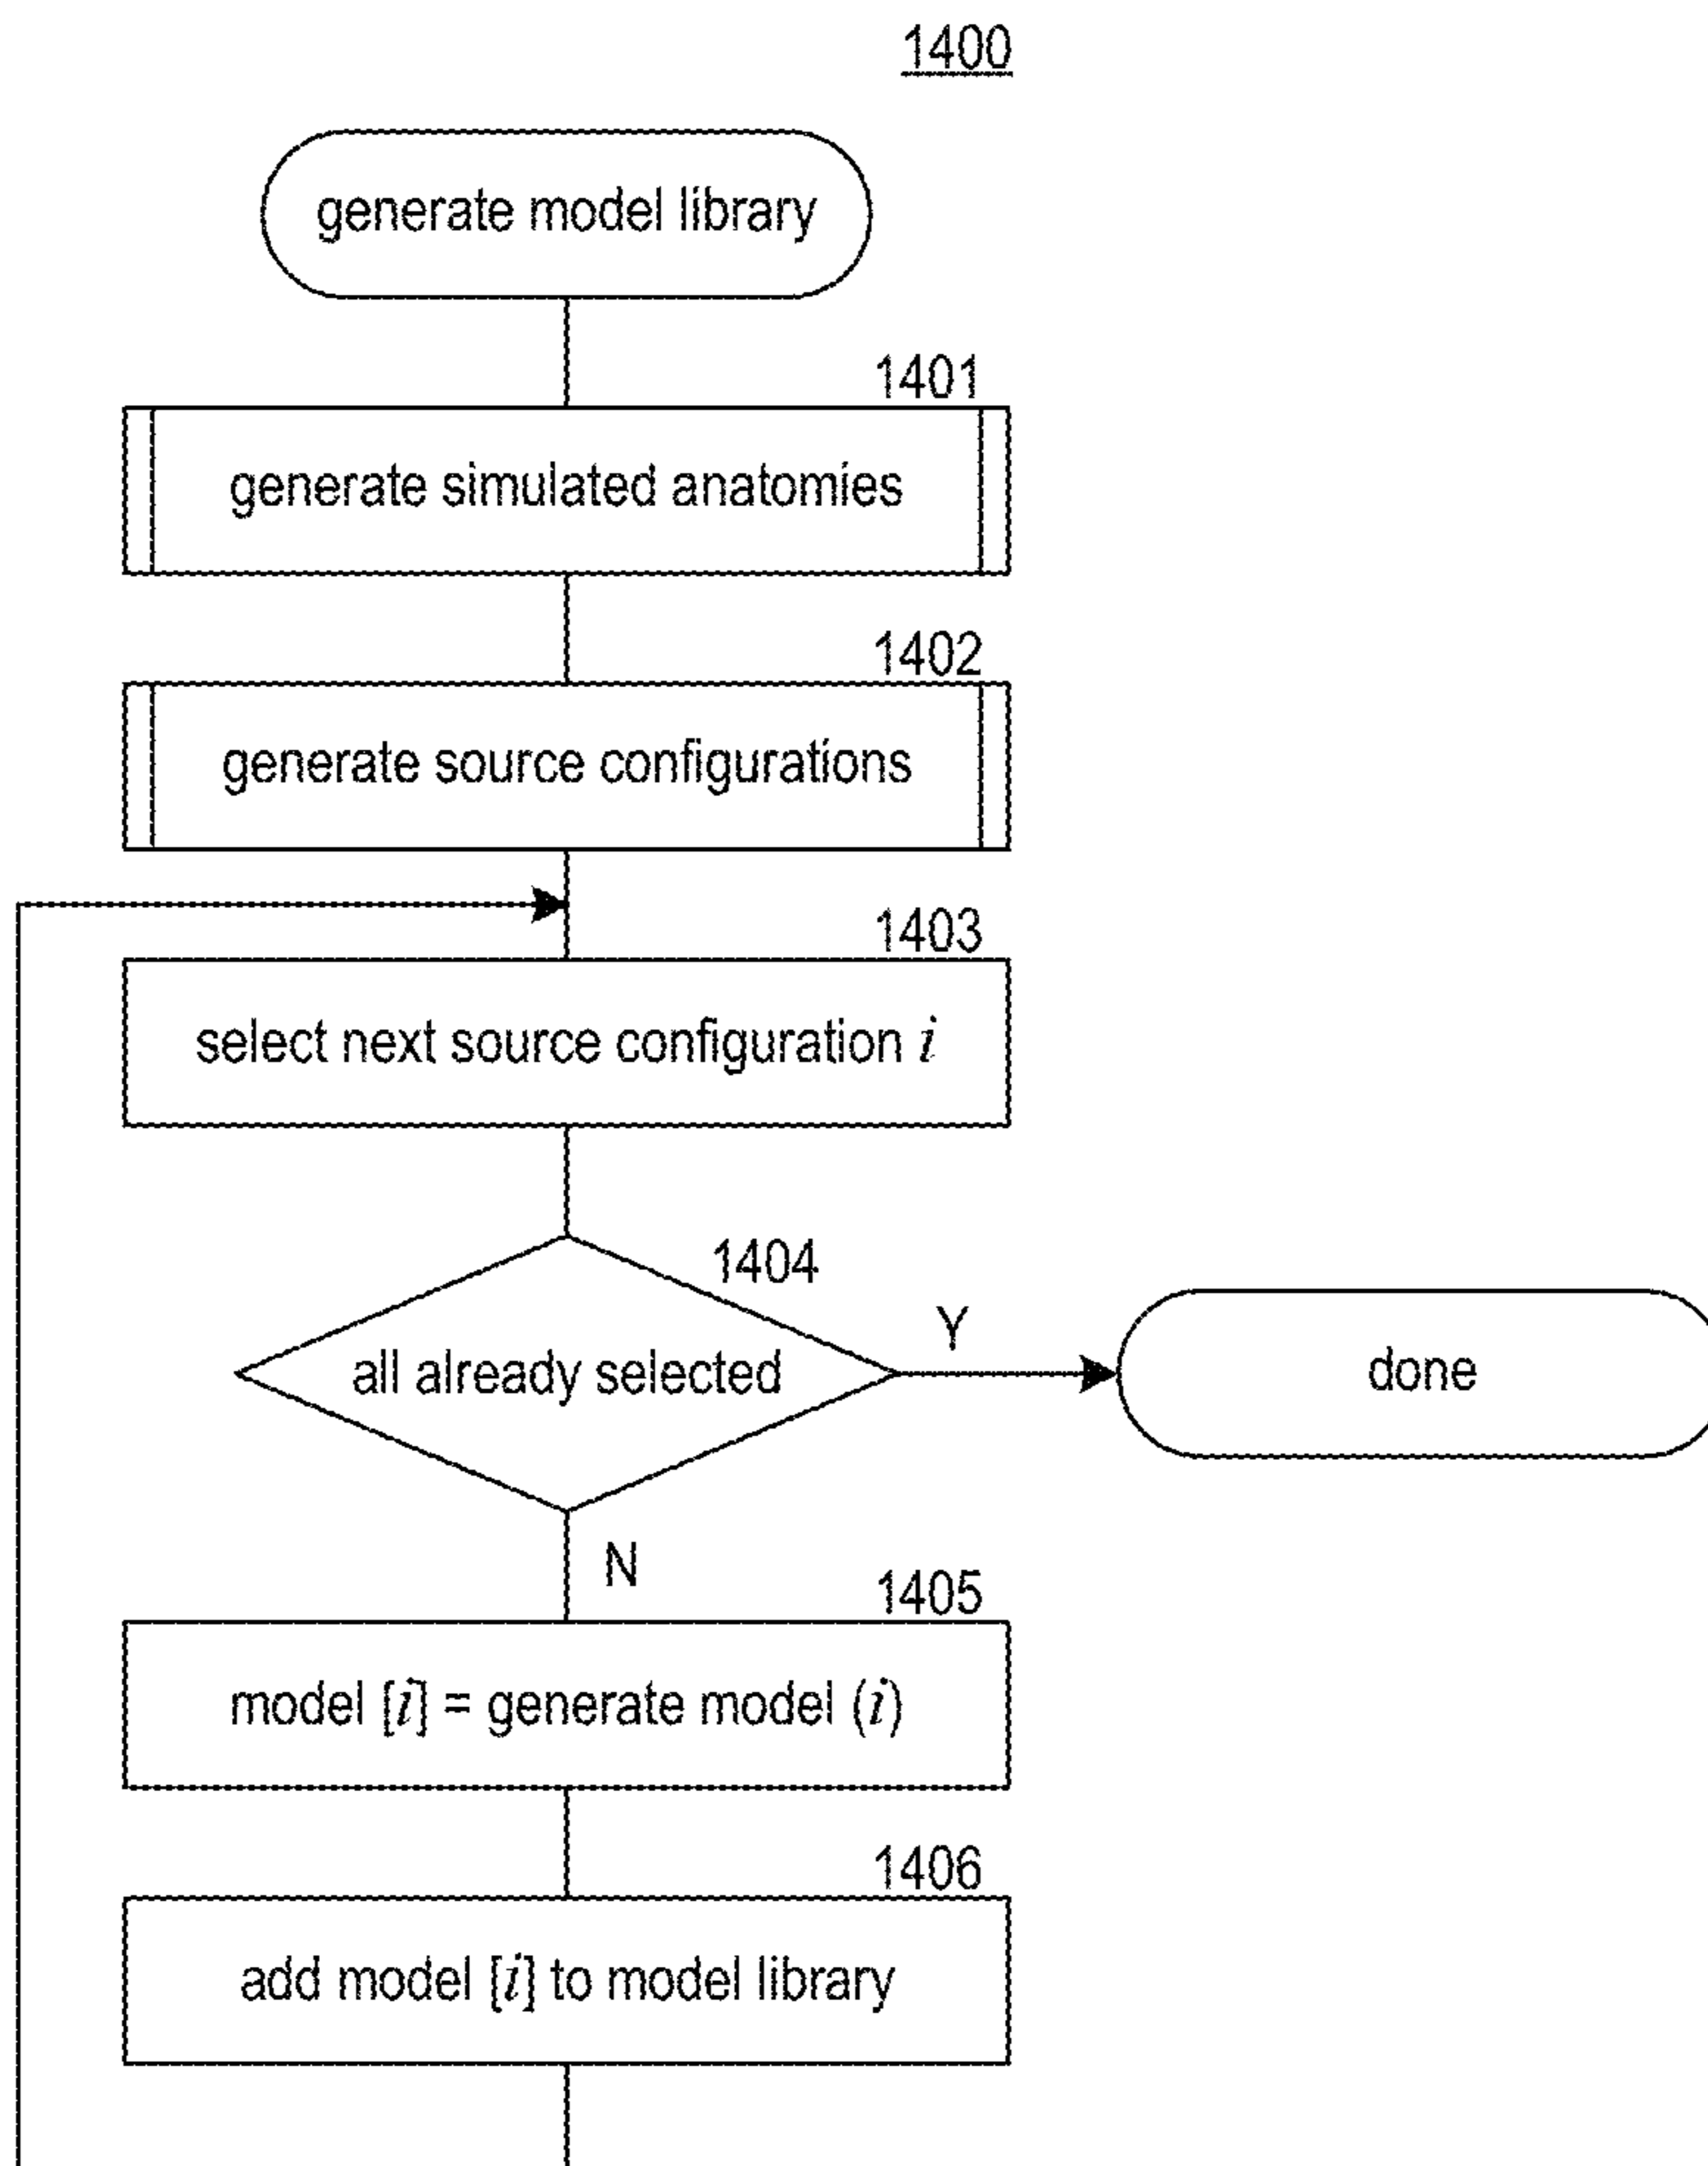 1400
generate model library
1401
generate simulated anatomies
1402
generate source configurations
1403
select next source configuration i
1404
all already selected
Y
done
N
1405
model [i] = generate model (i)
1406
add model [i] to model library